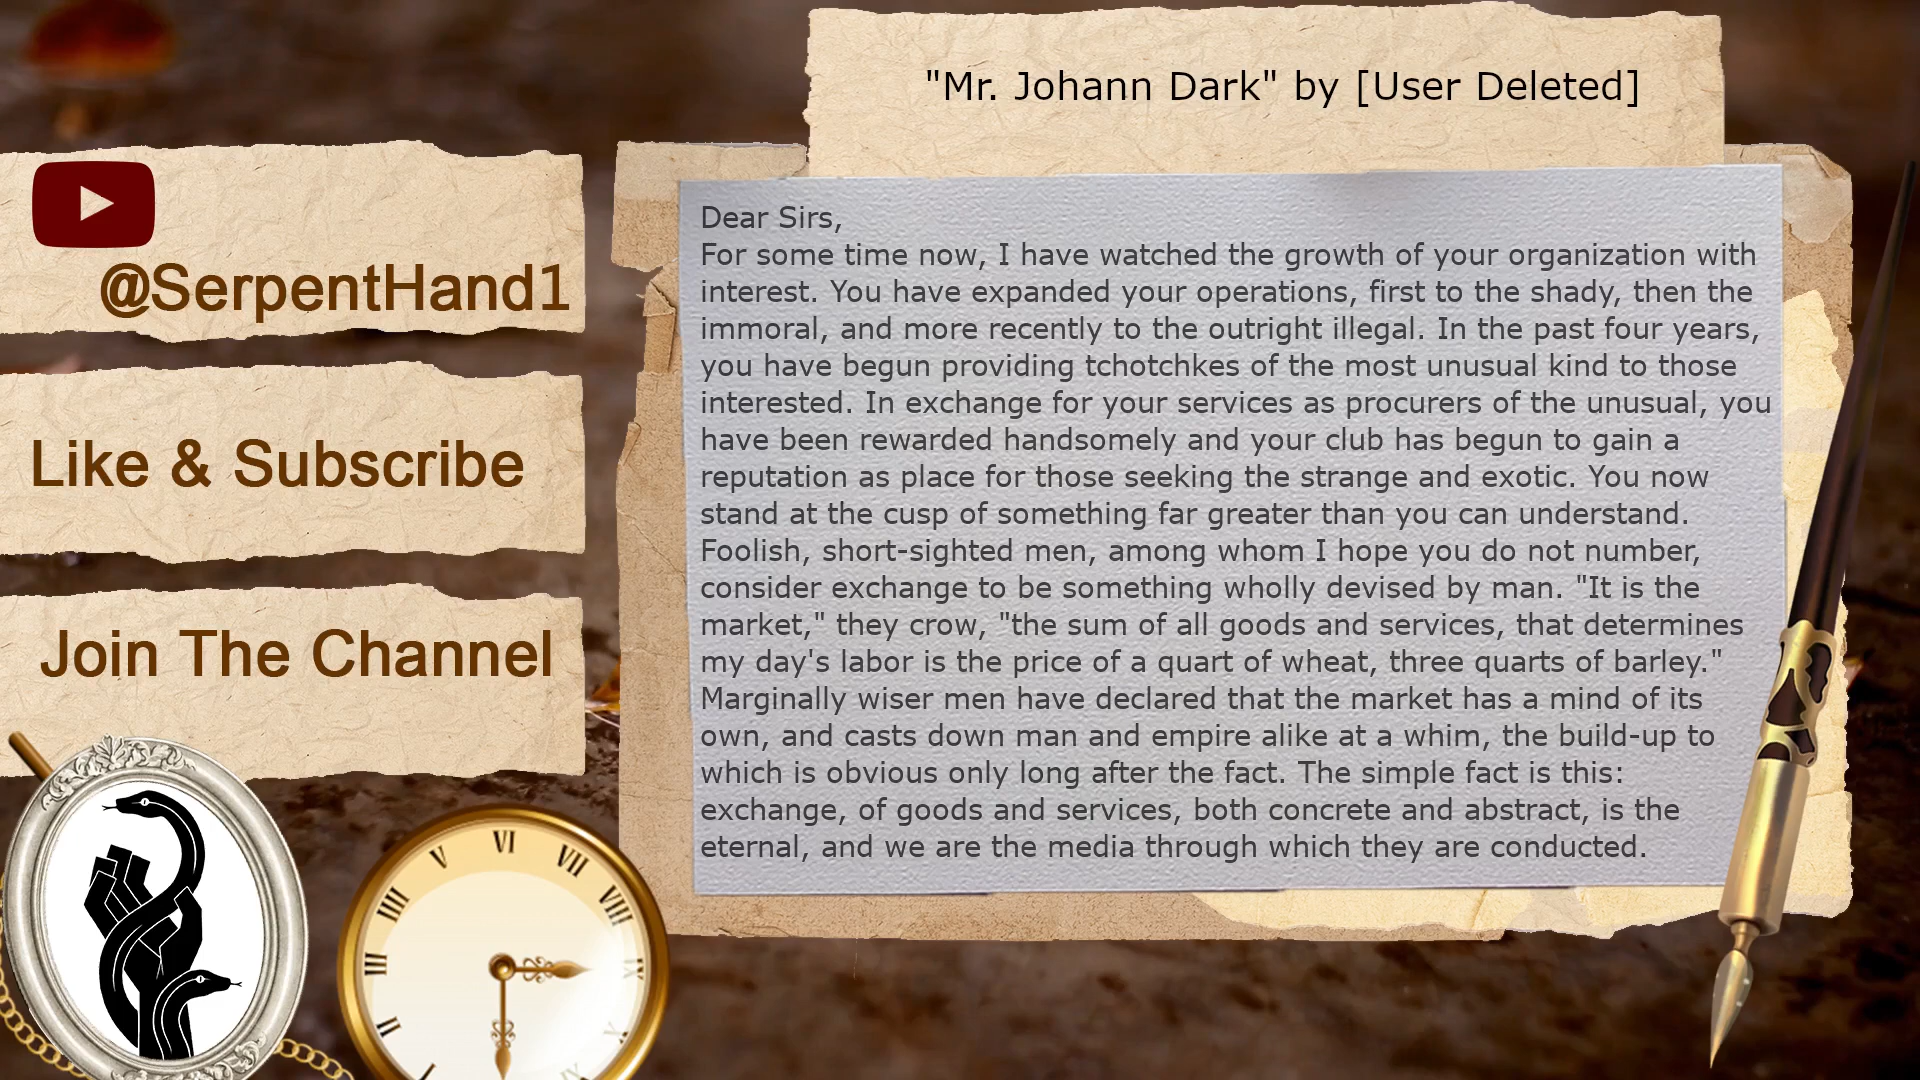 "Mr. Johann Dark" by [User Deleted]
@SerpentHand1
Like & Subscribe
Join The Channel
Dear Sirs,
For some time now, I have watched the growth of your organization with
interest. You have expanded your operations, first to the shady, then the
immoral, and more recently to the outright illegal. In the past four years,
you have begun providing tchotchkes of the most unusual kind to those
interested. In exchange for your services as procurers of the unusual, you
have been rewarded handsomely and your club has begun to gain a
reputation as place for those seeking the strange and exotic. You now
stand at the cusp of something far greater than you can understand.
Foolish, short-sighted men, among whom I hope you do not number,
consider exchange to be something wholly devised by man. "It is the
market," they crow, "the sum of all goods and services, that determines
my day's labor is the price of a quart of wheat, three quarts of barley."
Marginally wiser men have declared that the market has a mind of its
own, and casts down man and empire alike at a whim, the build-up to
which is obvious only long after the fact. The simple fact is this:
exchange, of goods and services, both concrete and abstract, is the
eternal, and we are the media through which they are conducted.
II
III
IIII
V
VI
VII
VIII
IX
X